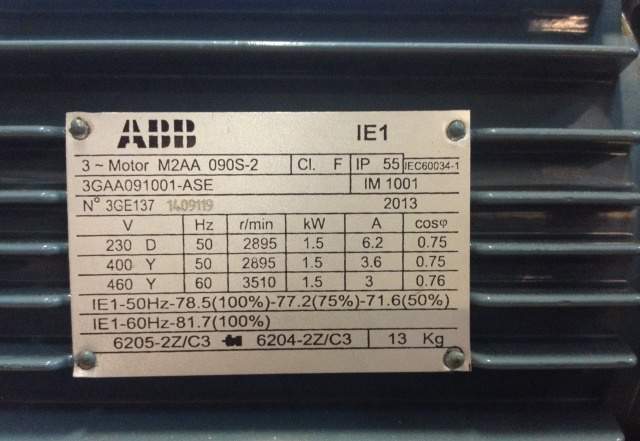 ABB IE1
3 ~ Motor M2AA 090S-2 Cl. F IP 55 IEC60034-1
3GAA091001-ASE IM 1001
N° 3GE137 1409119 2013
V Hz r/min kW A cosφ
230 D 50 2895 1.5 6.2 0.75
400 Y 50 2895 1.5 3.6 0.75
460 Y 60 3510 1.5 3 0.76
IE1-50Hz-78.5(100%)-77.2(75%)-71.6(50%)
IE1-60Hz-81.7(100%)
6205-2Z/C3 6204-2Z/C3 13 Kg